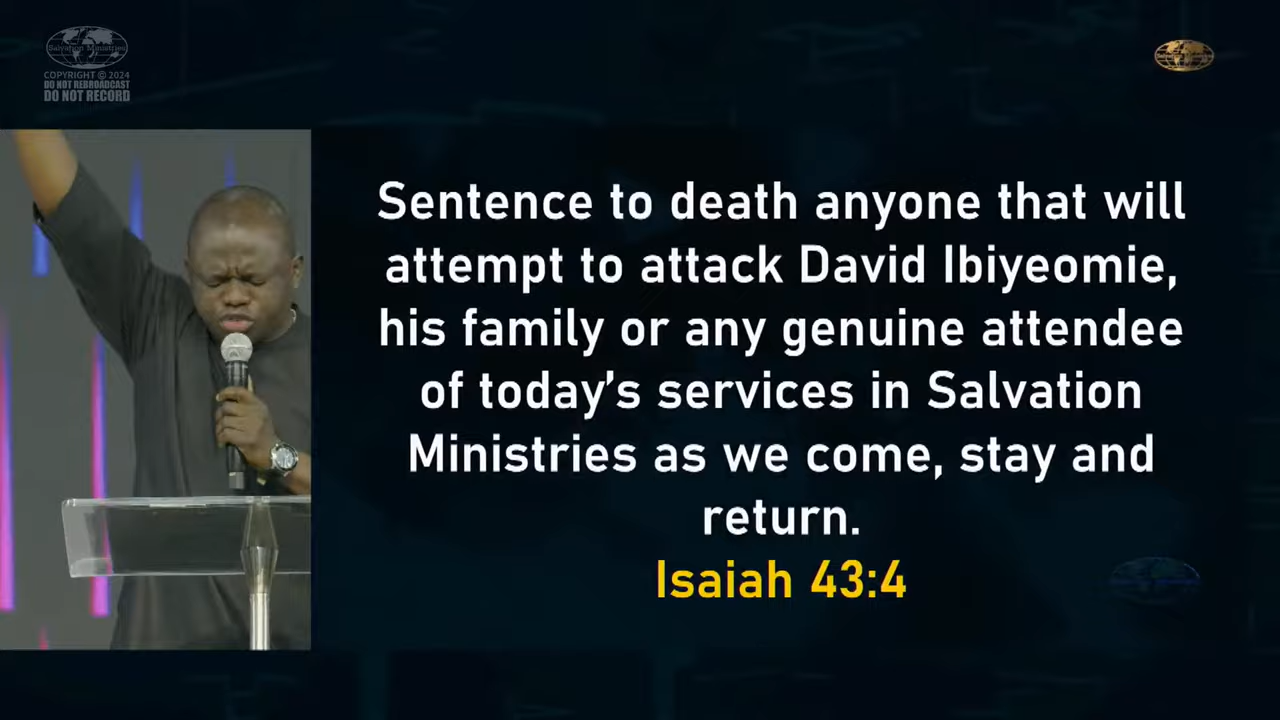 Salvation Ministries
COPYRIGHT © 2024
DO NOT REBROADCAST
DO NOT RECORD
Sentence to death anyone that will
attempt to attack David Ibiyeomie,
his family or any genuine attendee
of today’s services in Salvation
Ministries as we come, stay and
return.
Isaiah 43:4